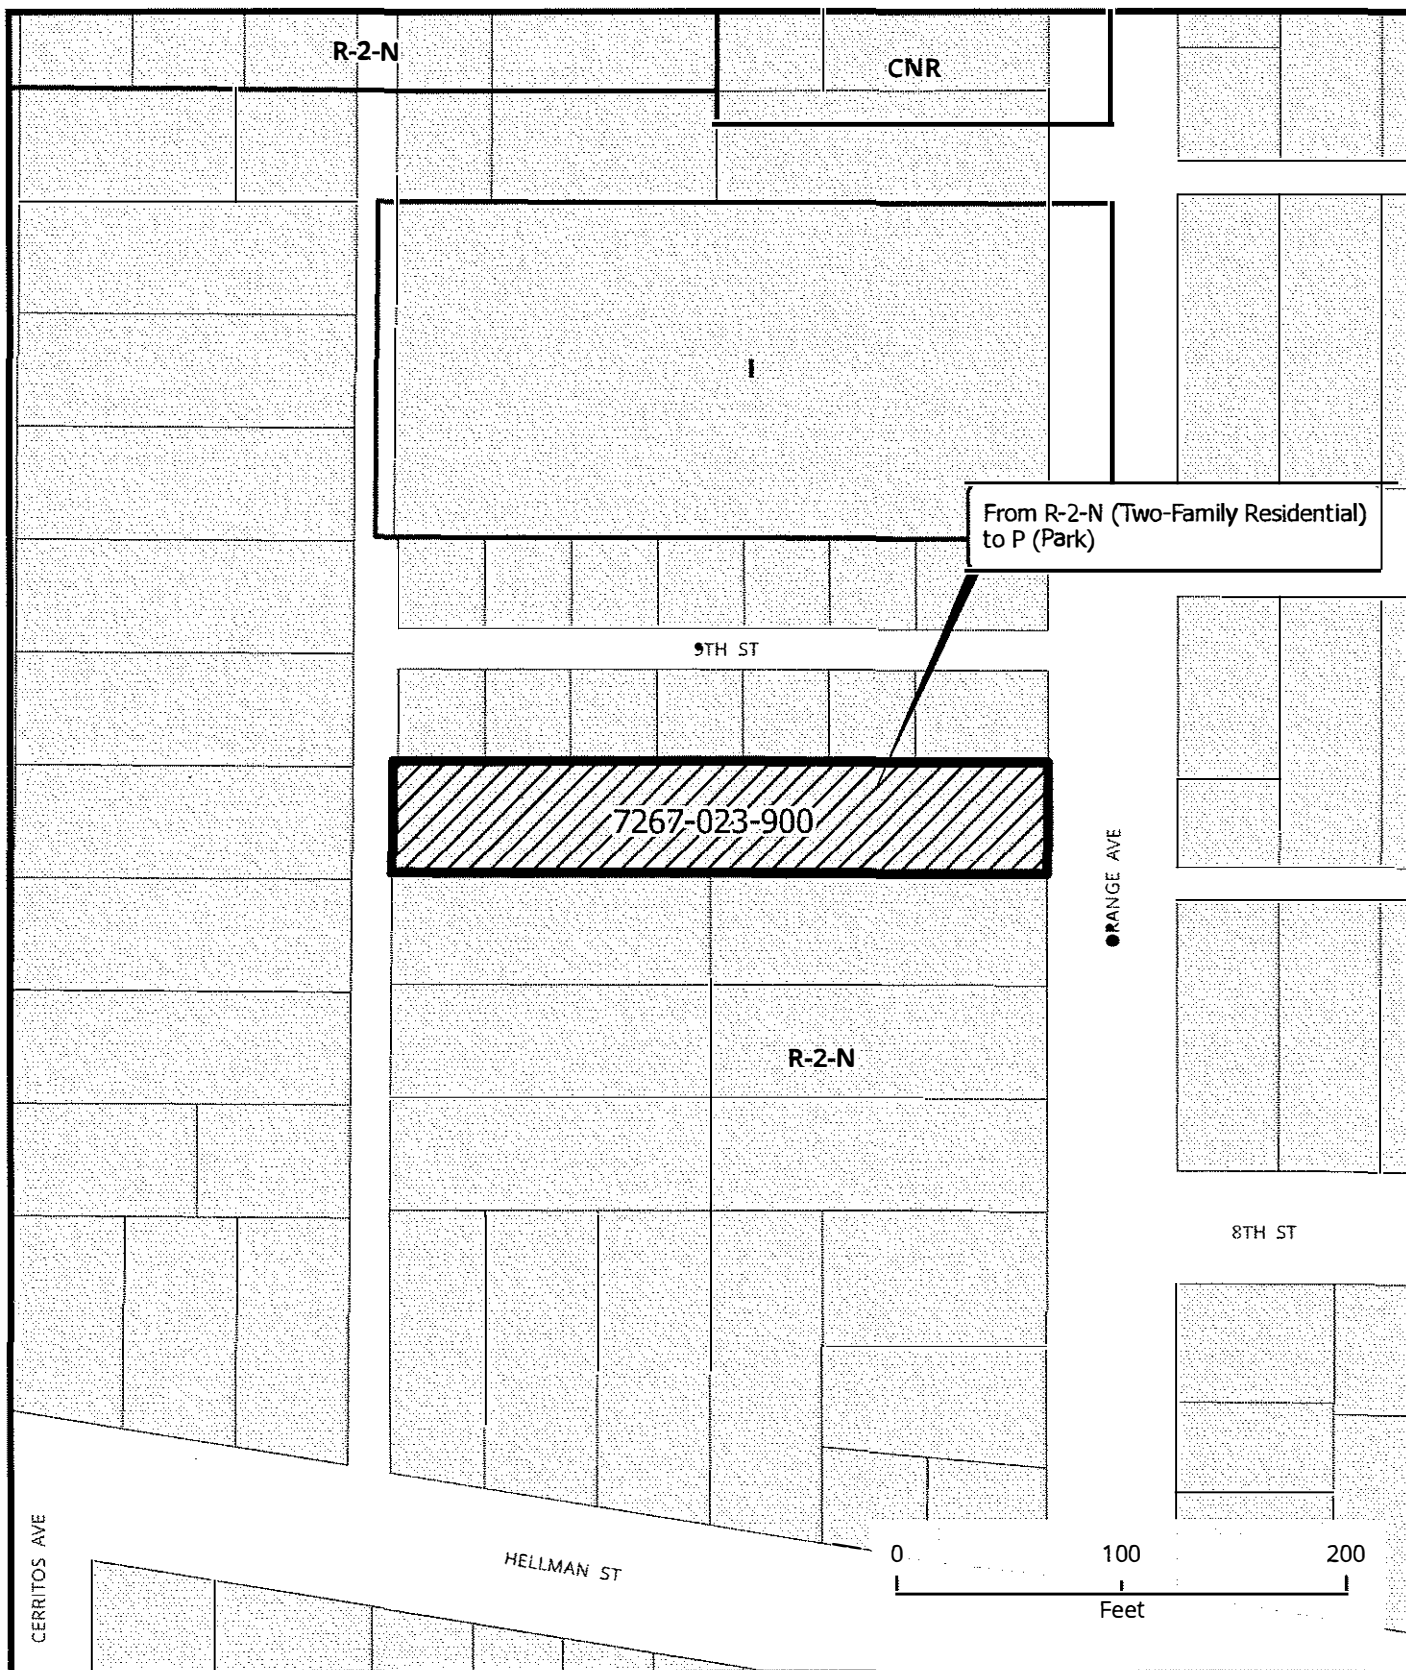 R-2-N
CNR
I
From R-2-N (Two-Family Residential)
to P (Park)
9TH ST
7267-023-900
ORANGE AVE
R-2-N
8TH ST
CERRITOS AVE
HELLMAN ST
0 100 200
Feet